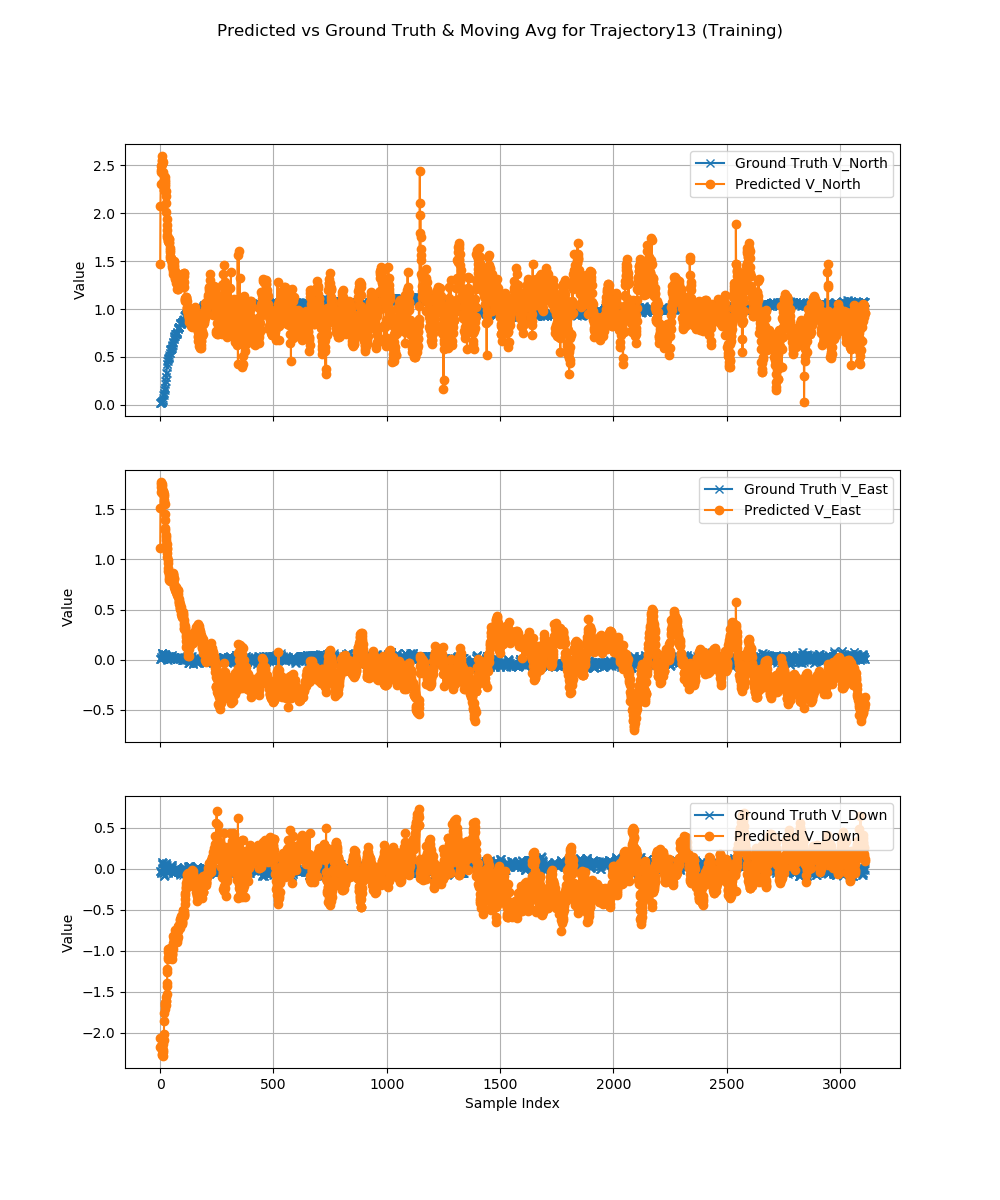 Predicted vs Ground Truth & Moving Avg for Trajectory13 (Training)
Ground Truth V_North
Predicted V_North
2.5
2.0
1.5
1.0
0.5
0.0
Value
Ground Truth V_East
Predicted V_East
1.5
1.0
0.5
0.0
−0.5
Value
Ground Truth V_Down
Predicted V_Down
0.5
0.0
−0.5
−1.0
−1.5
−2.0
Value
0 500 1000 1500 2000 2500 3000
Sample Index